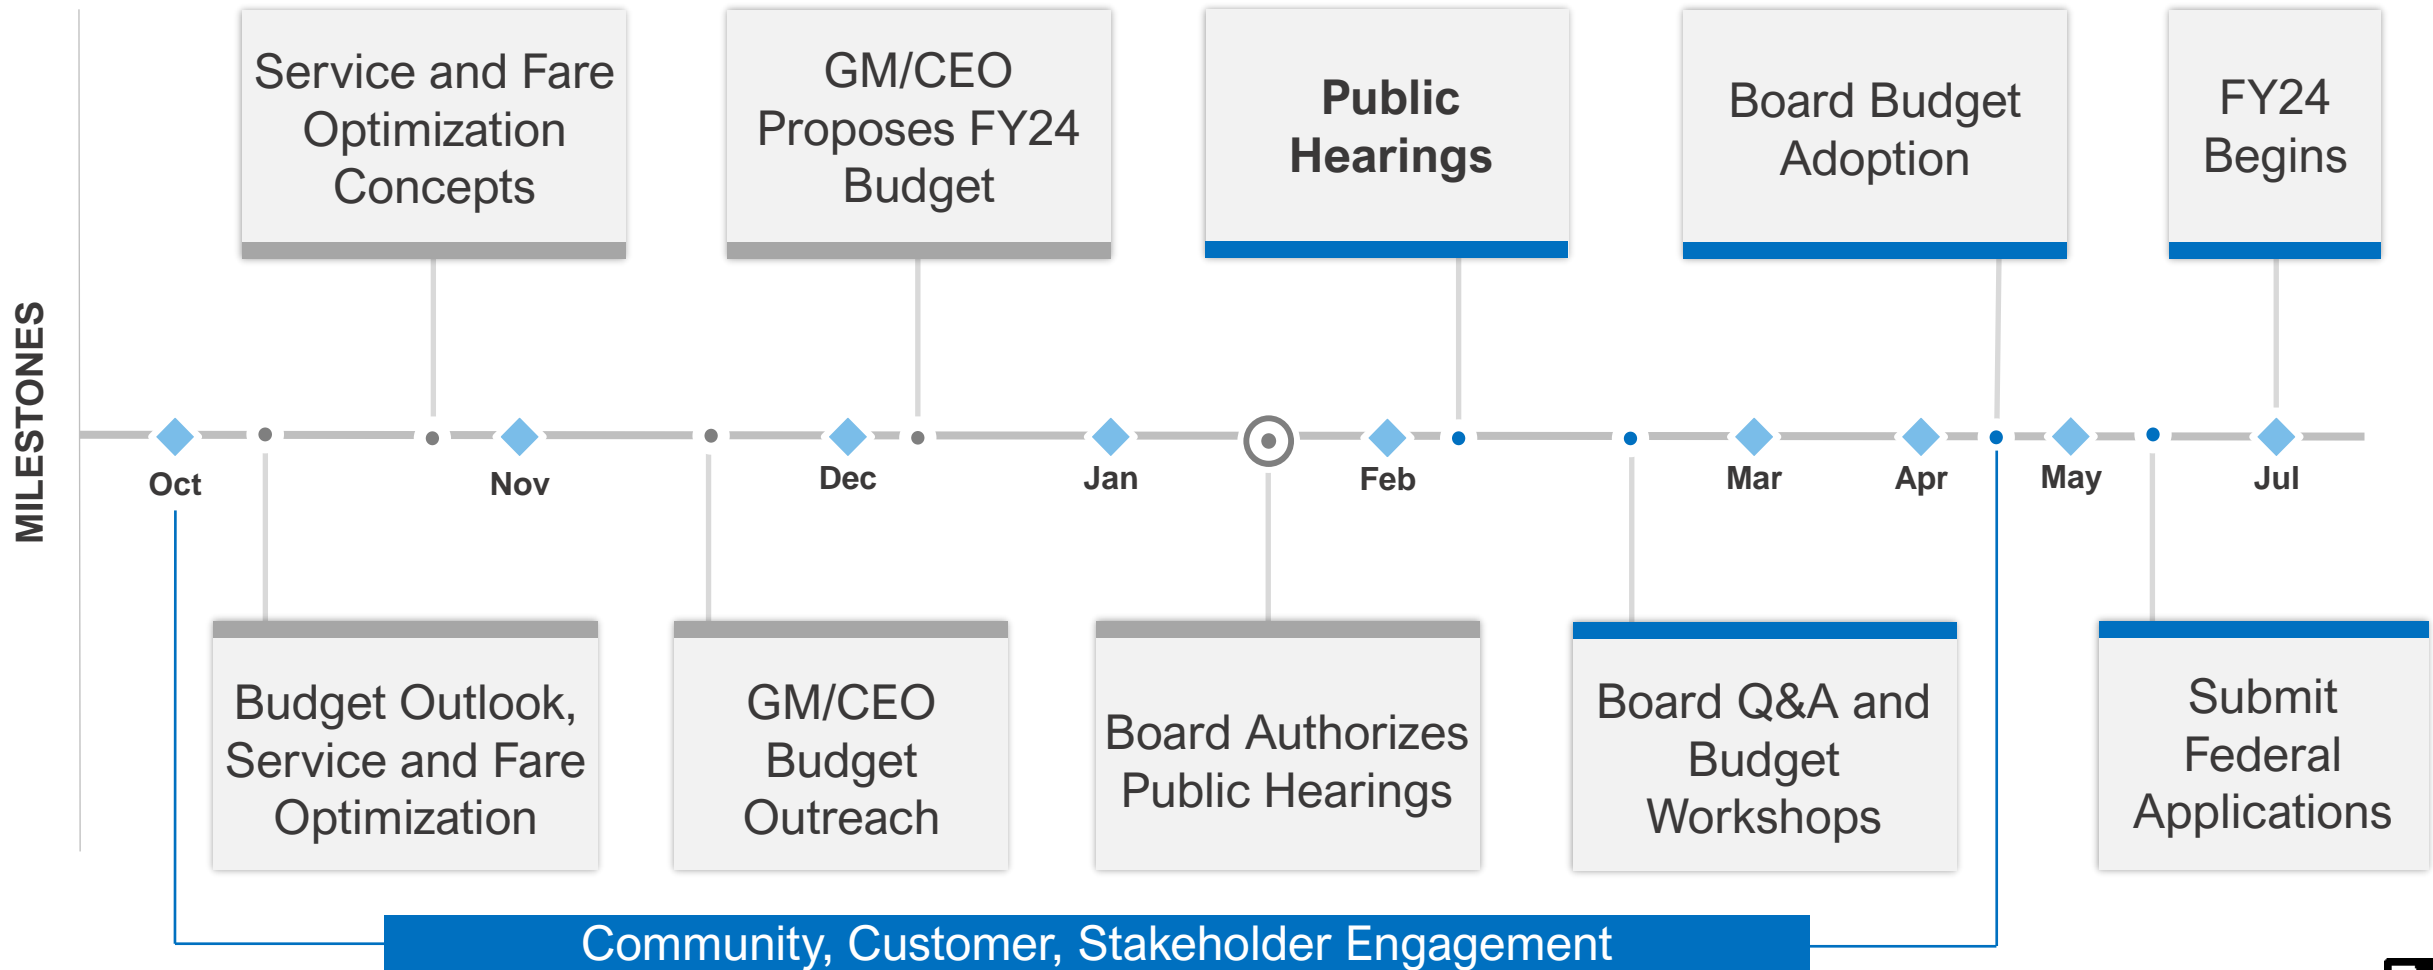 MILESTONES
Service and Fare
Optimization
Concepts
GM/CEO
Proposes FY24
Budget
Public
Hearings
Board Budget
Adoption
FY24
Begins
Oct
Nov
Dec
Jan
Feb
Mar
Apr
May
Jul
Budget Outlook,
Service and Fare
Optimization
GM/CEO
Budget
Outreach
Board Authorizes
Public Hearings
Board Q&A and
Budget
Workshops
Submit
Federal
Applications
Community, Customer, Stakeholder Engagement